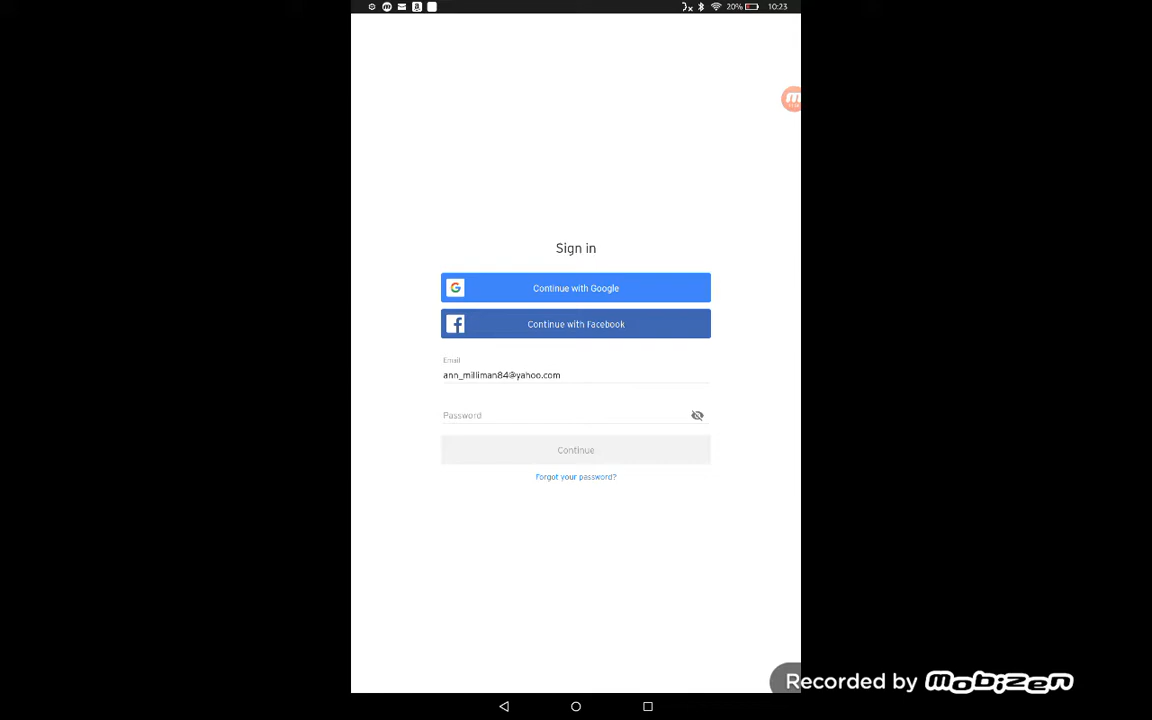 20% 10:23
Sign in
Continue with Google
Continue with Facebook
Email
ann_milliman84@yahoo.com
Password
Continue
Forgot your password?
Recorded by mobizen